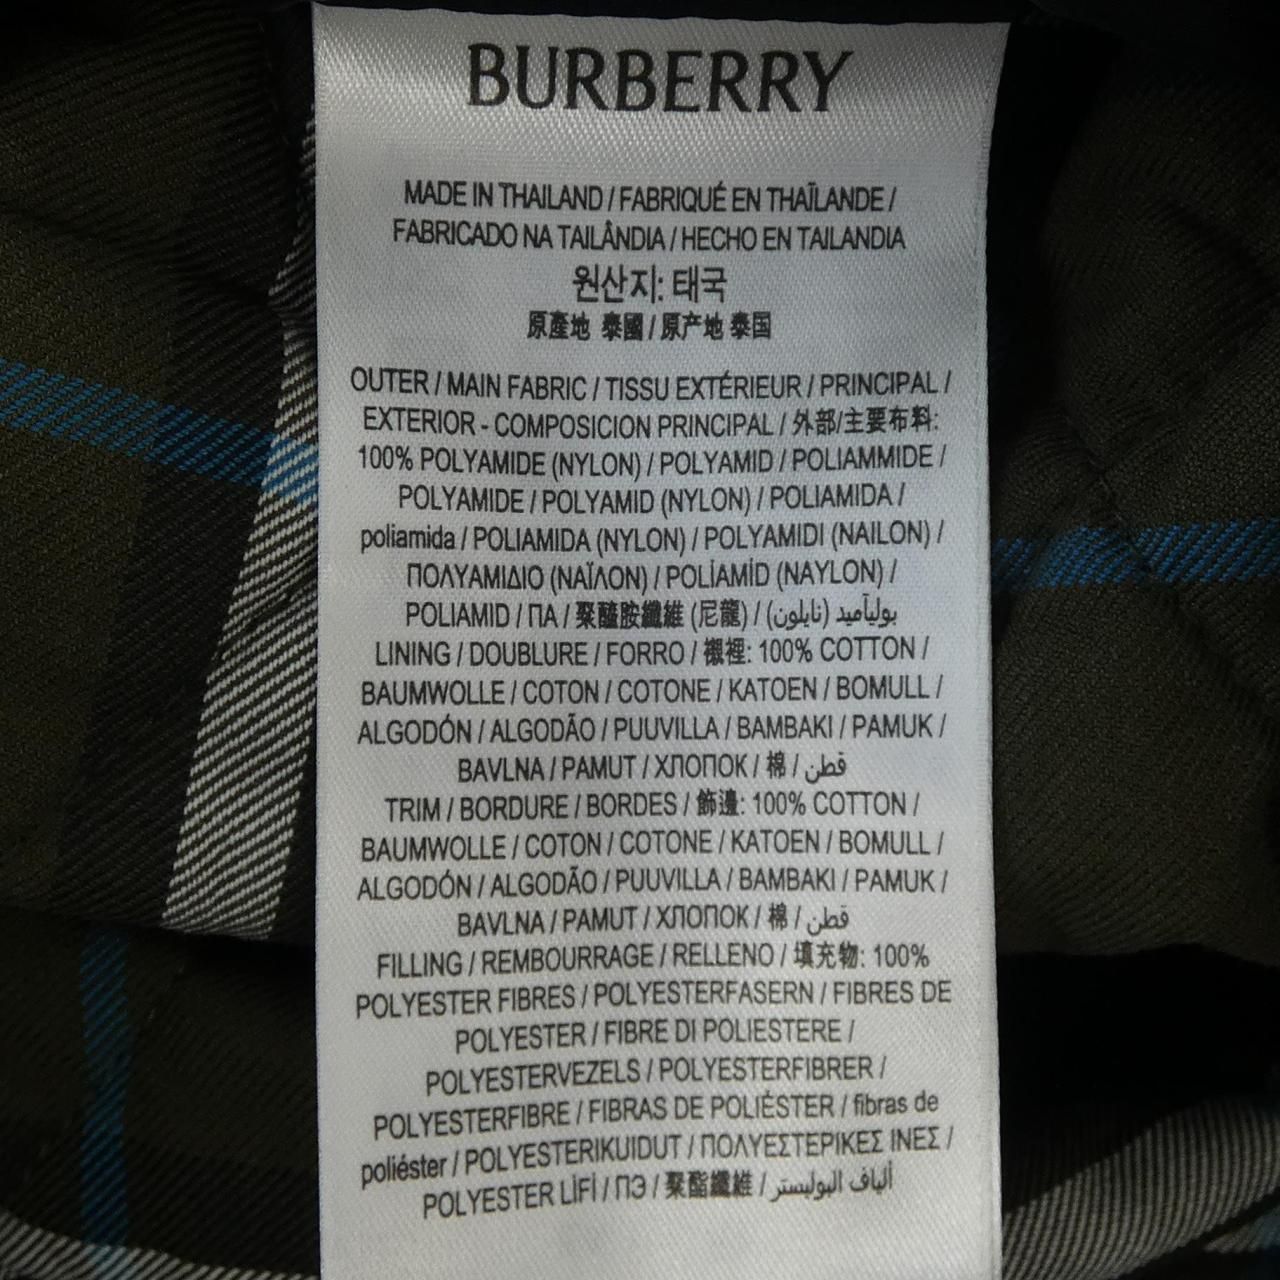 BURBERRY
MADE IN THAILAND / FABRIQUÉ EN THAÏLANDE /
FABRICADO NA TAILÂNDIA / HECHO EN TAILANDIA
원산지: 태국
原產地 泰國 / 原产地 泰国
OUTER / MAIN FABRIC / TISSU EXTÉRIEUR / PRINCIPAL /
EXTERIOR - COMPOSICION PRINCIPAL / 外部/主要布料:
100% POLYAMIDE (NYLON) / POLYAMID / POLIAMMIDE /
POLYAMIDE / POLYAMID (NYLON) / POLIAMIDA /
poliamida / POLIAMIDA (NYLON) / POLYAMIDI (NAILON) /
ΠΟΛΥΑΜΙΔΙΟ (ΝΑΪΛΟΝ) / POLİAMİD (NAYLON) /
POLIAMID / ПА / 聚醯胺纖維 (尼龍) / بوليآميد (نايلون)
LINING / DOUBLURE / FORRO / 襯裡: 100% COTTON /
BAUMWOLLE / COTON / COTONE / KATOEN / BOMULL /
ALGODÓN / ALGODÃO / PUUVILLA / BAMBAKI / PAMUK /
BAVLNA / PAMUT / ХЛОПОК / 棉 / قطن
TRIM / BORDURE / BORDES / 飾邊: 100% COTTON /
BAUMWOLLE / COTON / COTONE / KATOEN / BOMULL /
ALGODÓN / ALGODÃO / PUUVILLA / BAMBAKI / PAMUK /
BAVLNA / PAMUT / ХЛОПОК / 棉 / قطن
FILLING / REMBOURRAGE / RELLENO / 填充物: 100%
POLYESTER FIBRES / POLYESTERFASERN / FIBRES DE
POLYESTER / FIBRE DI POLIESTERE /
POLYESTERVEZELS / POLYESTERFIBRER /
POLYESTERFIBRE / FIBRAS DE POLIÉSTER / fibras de
poliéster / POLYESTERIKUIDUT / ΠΟΛΥΕΣΤΕΡΙΚΕΣ ΙΝΕΣ /
POLYESTER LİFİ / ПЭ / 聚酯纖維 / ألياف البوليستر